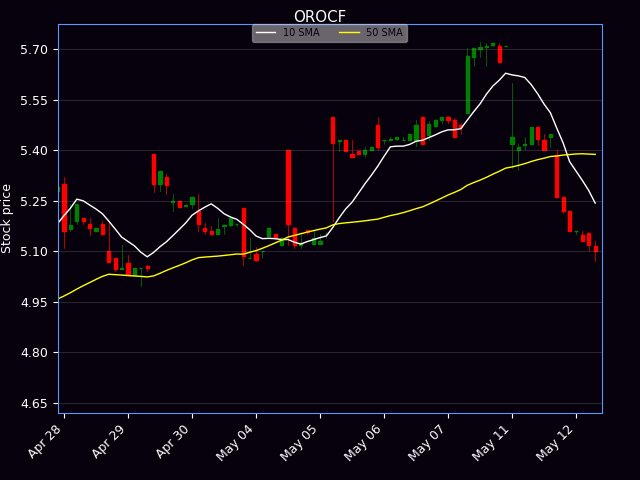 OROCF
10 SMA
50 SMA
5.70
5.55
5.40
5.25
5.10
4.95
4.80
4.65
Stock price
Apr 28
Apr 29
Apr 30
May 04
May 05
May 06
May 07
May 11
May 12